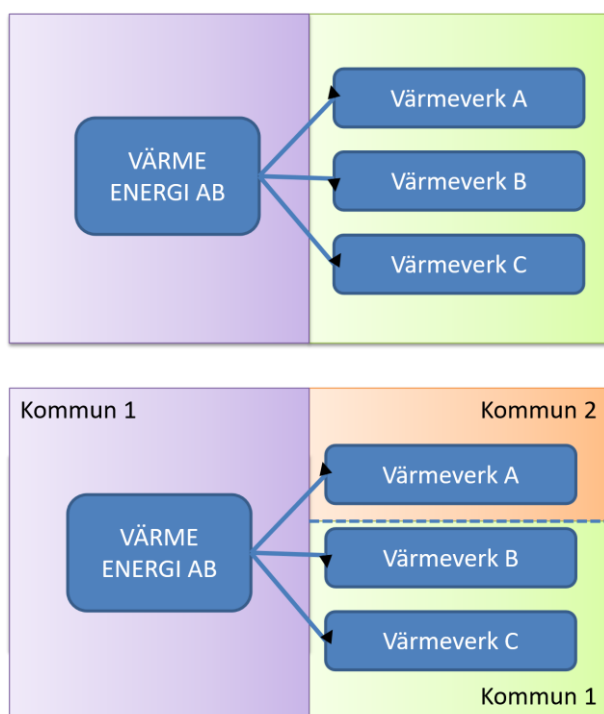 VÄRME
ENERGI AB
Värmeverk A
Värmeverk B
Värmeverk C
Kommun 1
Kommun 2
VÄRME
ENERGI AB
Värmeverk A
Värmeverk B
Värmeverk C
Kommun 1